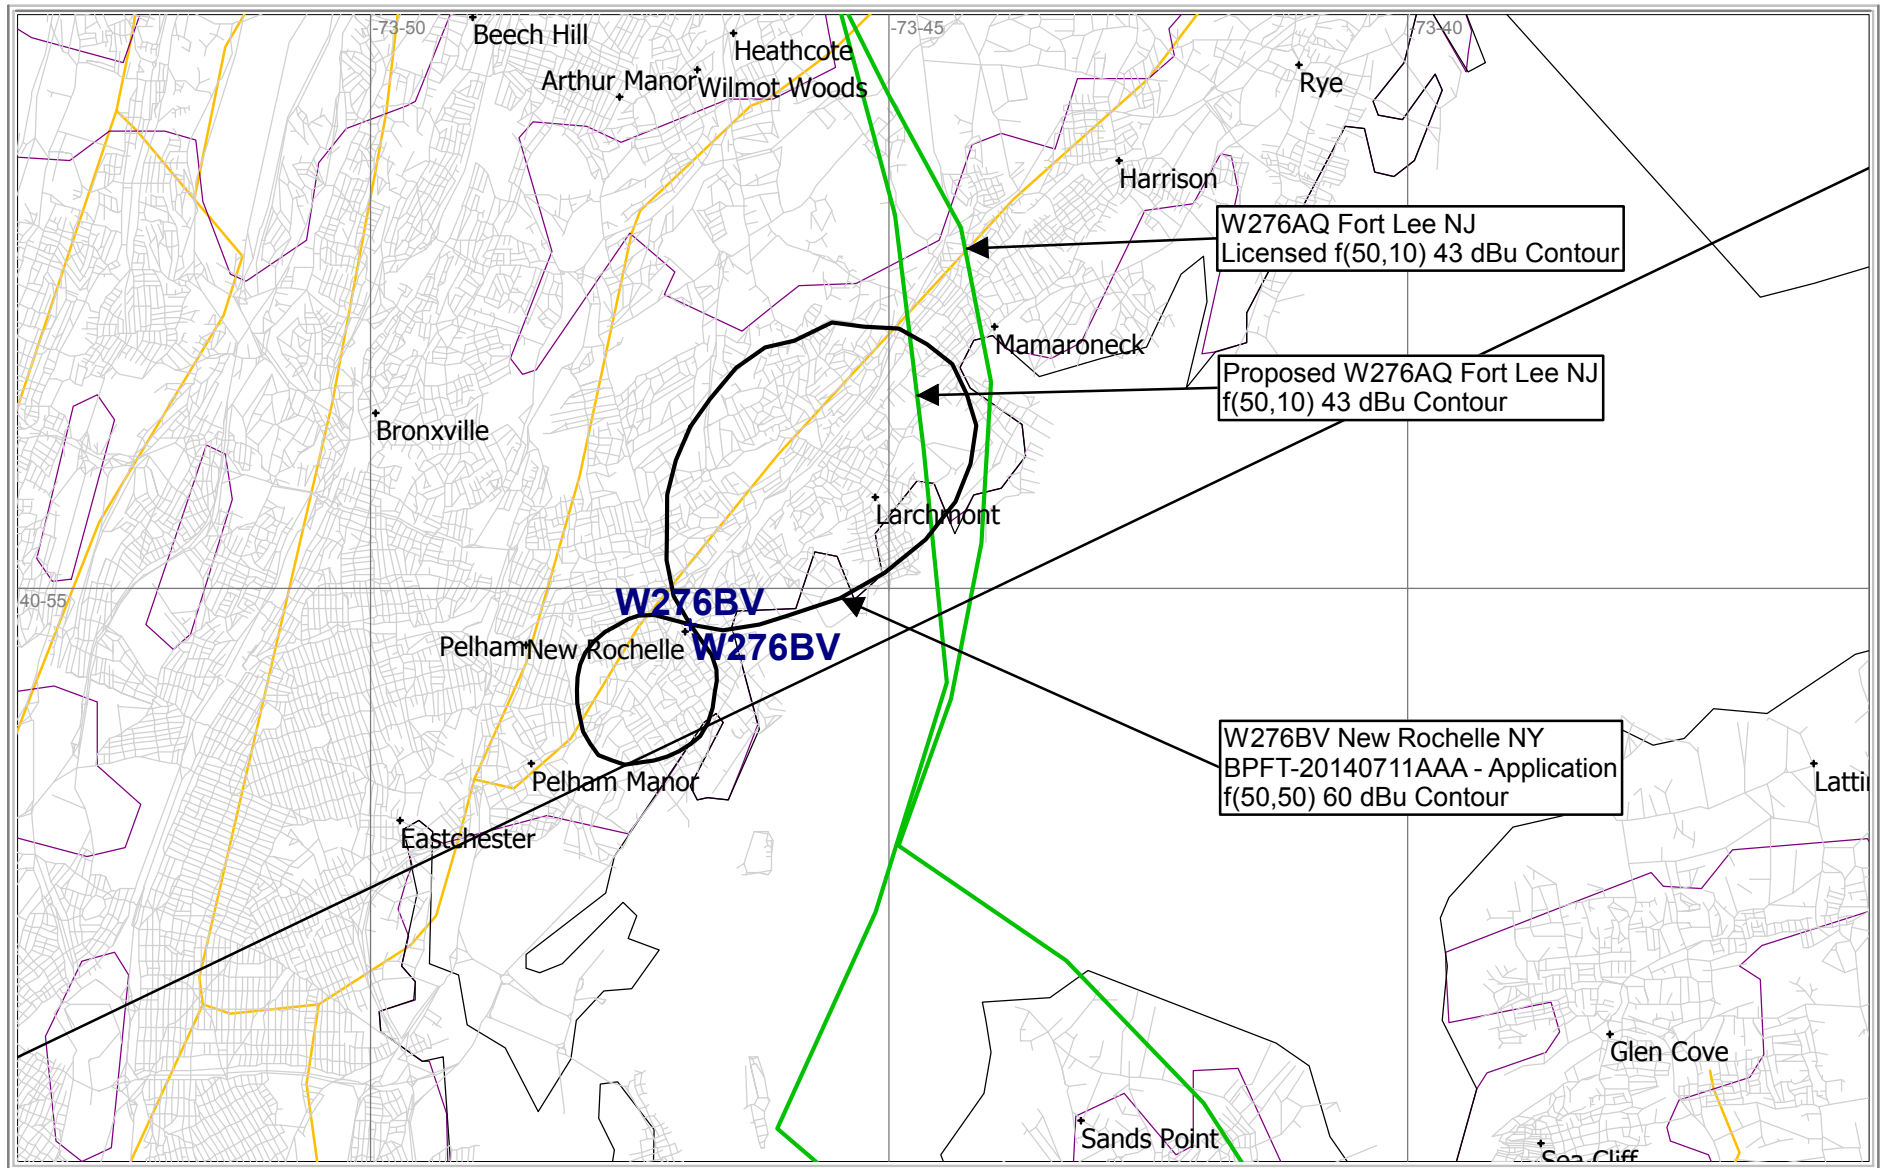 -73-50
-73-45
-73-40
Beech Hill
Heathcote
Arthur Manor
Wilmot Woods
Rye
Harrison
W276AQ Fort Lee NJ
Licensed f(50,10) 43 dBu Contour
Mamaroneck
Proposed W276AQ Fort Lee NJ
f(50,10) 43 dBu Contour
Bronxville
Larchmont
40-55
W276BV
Pelham
New Rochelle
W276BV
W276BV New Rochelle NY
BPFT-20140711AAA - Application
f(50,50) 60 dBu Contour
Pelham Manor
Lattin
Eastchester
Glen Cove
Sands Point
Sea Cliff